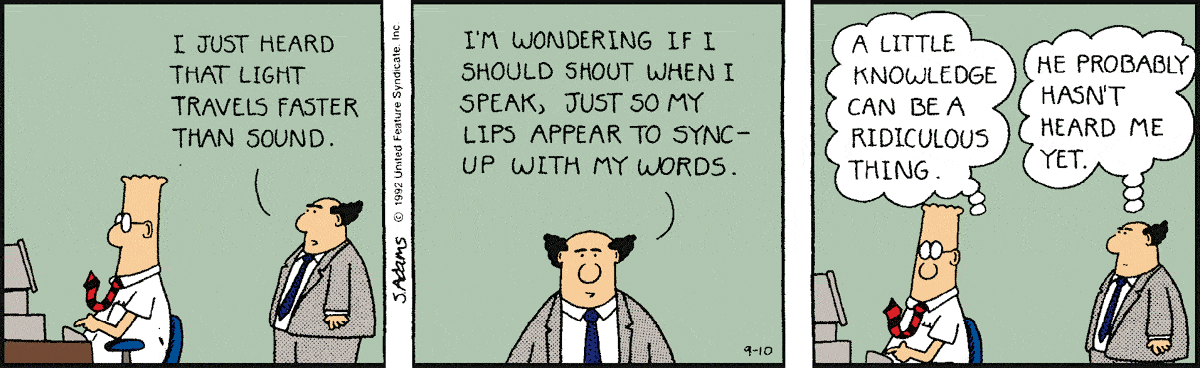 I JUST HEARD
THAT LIGHT
TRAVELS FASTER
THAN SOUND.
S.Adams © 1992 United Feature Syndicate, Inc.
I'M WONDERING IF I
SHOULD SHOUT WHEN I
SPEAK, JUST SO MY
LIPS APPEAR TO SYNC-
UP WITH MY WORDS.
9-10
A LITTLE
KNOWLEDGE
CAN BE A
RIDICULOUS
THING.
HE PROBABLY
HASN'T
HEARD ME
YET.